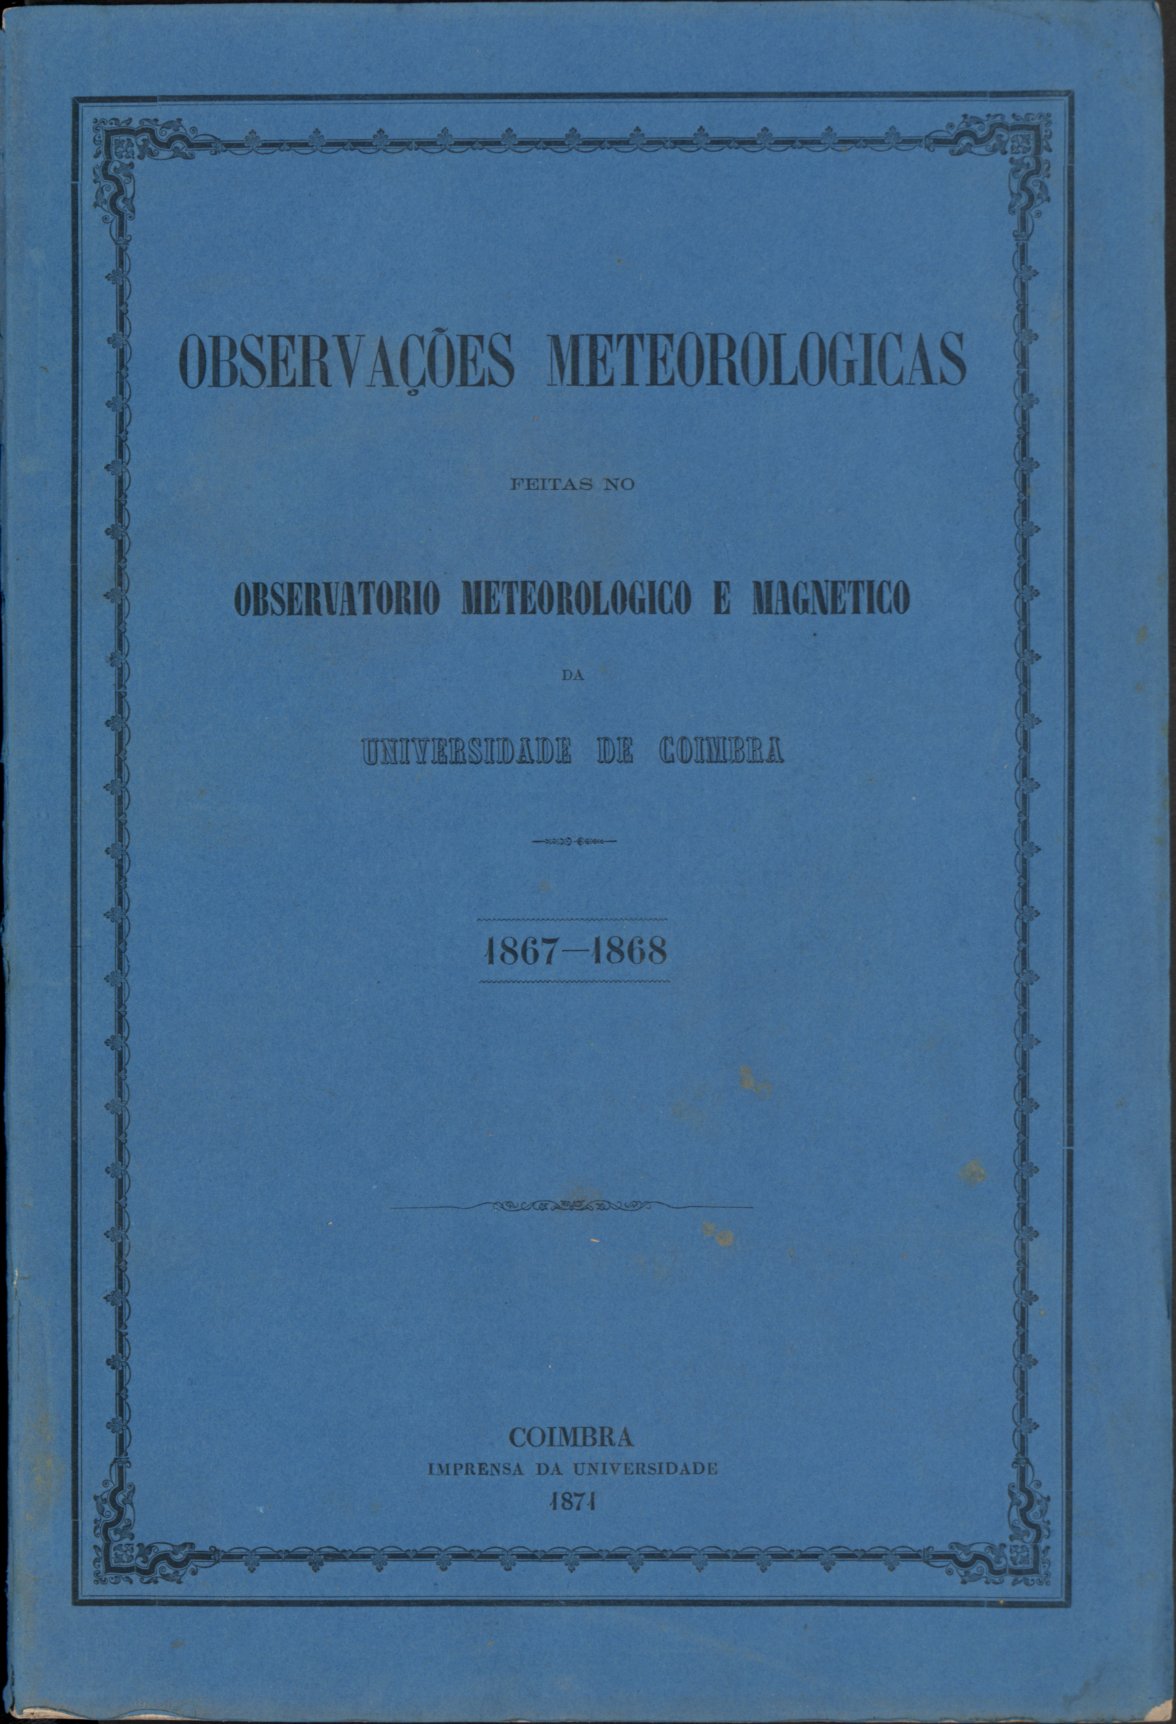 OBSERVAÇÕES METEOROLOGICAS
FEITAS NO
OBSERVATORIO METEOROLOGICO E MAGNETICO
DA
UNIVERSIDADE DE COIMBRA
1867—1868
COIMBRA
IMPRENSA DA UNIVERSIDADE
1871